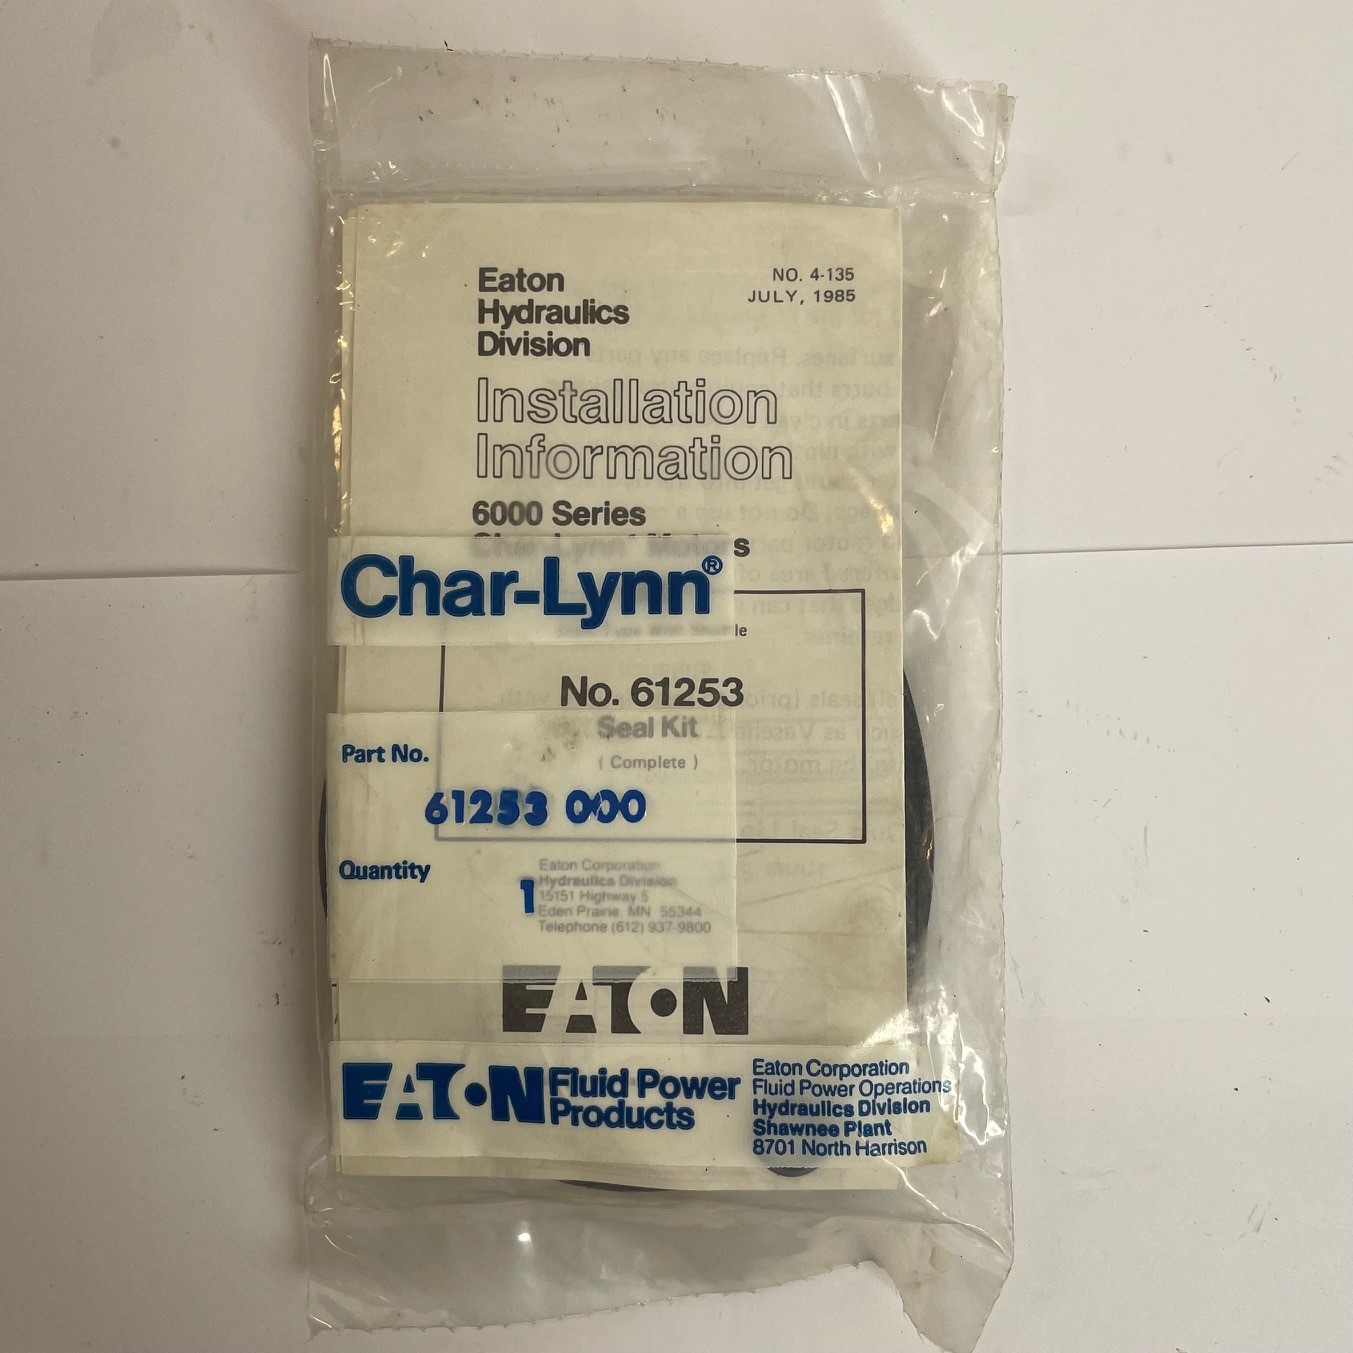 Eaton
Hydraulics
Division
NO. 4-135
JULY, 1985
Installation
Information
6000 Series
Char-Lynn® Motors
Char-Lynn®
No. 61253
Seal Kit
( Complete )
Part No.
61253 000
Quantity
1
Eaton Corporation
Hydraulics Division
15151 Highway 5
Eden Prairie, MN 55344
Telephone (612) 937-9800
EATON
EATON Fluid Power
Products
Eaton Corporation
Fluid Power Operations
Hydraulics Division
Shawnee Plant
8701 North Harrison